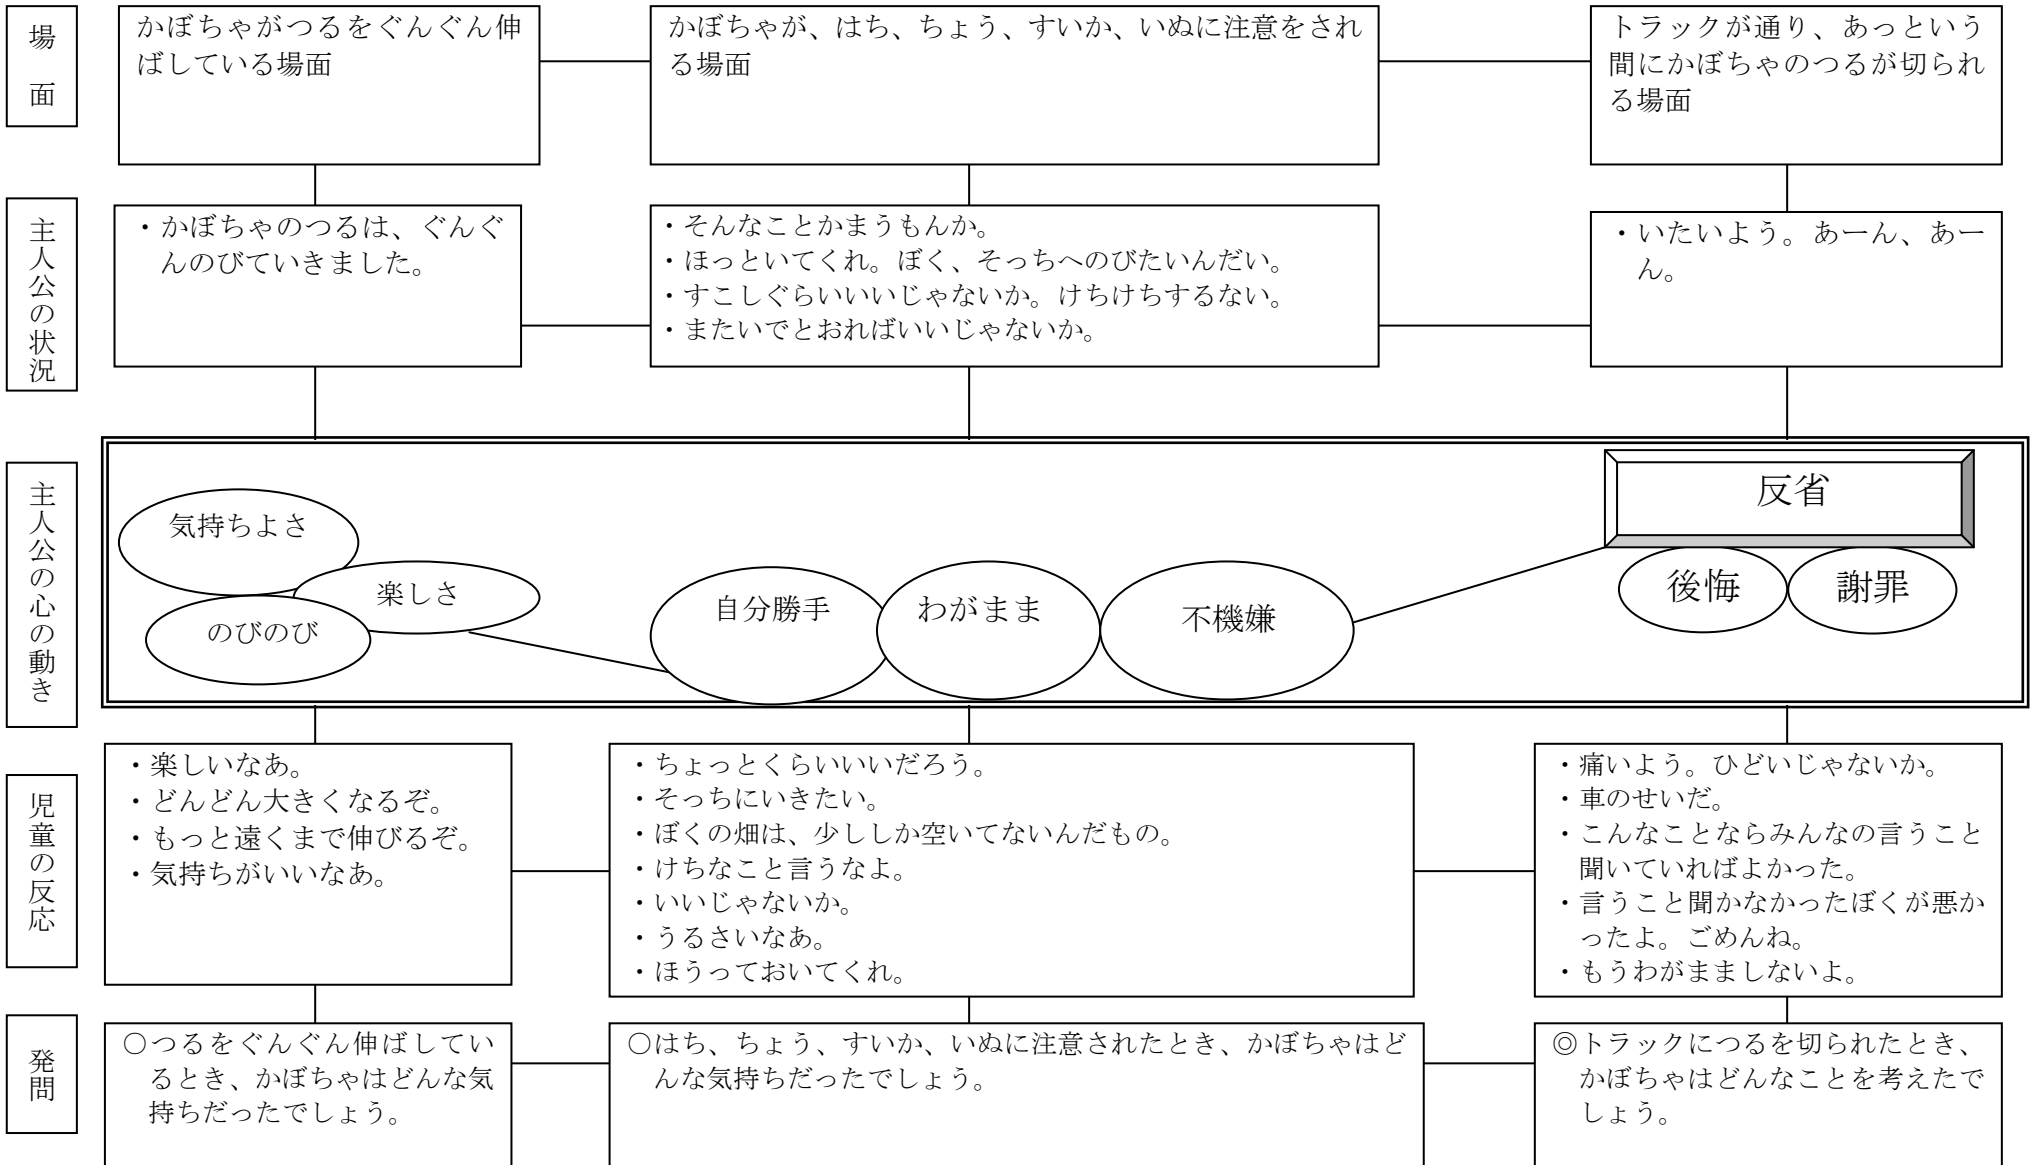 場面
かぼちゃがつるをぐんぐん伸
ばしている場面
かぼちゃが、はち、ちょう、すいか、いぬに注意をされ
る場面
トラックが通り、あっという
間にかぼちゃのつるが切られ
る場面
主人公の状況
・かぼちゃのつるは、ぐんぐ
んのびていきました。
・そんなことかまうもんか。
・ほっといてくれ。ぼく、そっちへのびたいんだい。
・すこしぐらいいいじゃないか。けちけちするない。
・またいでとおればいいじゃないか。
・いたいよう。あーん、あー
ん。
主人公の心の動き
気持ちよさ
楽しさ
のびのび
自分勝手
わがまま
不機嫌
反省
後悔
謝罪
児童の反応
・楽しいなあ。
・どんどん大きくなるぞ。
・もっと遠くまで伸びるぞ。
・気持ちがいいなあ。
・ちょっとくらいいいだろう。
・そっちにいきたい。
・ぼくの畑は、少ししか空いてないんだもの。
・けちなこと言うなよ。
・いいじゃないか。
・うるさいなあ。
・ほうっておいてくれ。
・痛いよう。ひどいじゃないか。
・車のせいだ。
・こんなことならみんなの言うこと
聞いていればよかった。
・言うこと聞かなかったぼくが悪か
ったよ。ごめんね。
・もうわがまましないよ。
発問
○つるをぐんぐん伸ばしてい
るとき、かぼちゃはどんな気
持ちだったでしょう。
○はち、ちょう、すいか、いぬに注意されたとき、かぼちゃはど
んな気持ちだったでしょう。
◎トラックにつるを切られたとき、
かぼちゃはどんなことを考えたで
しょう。